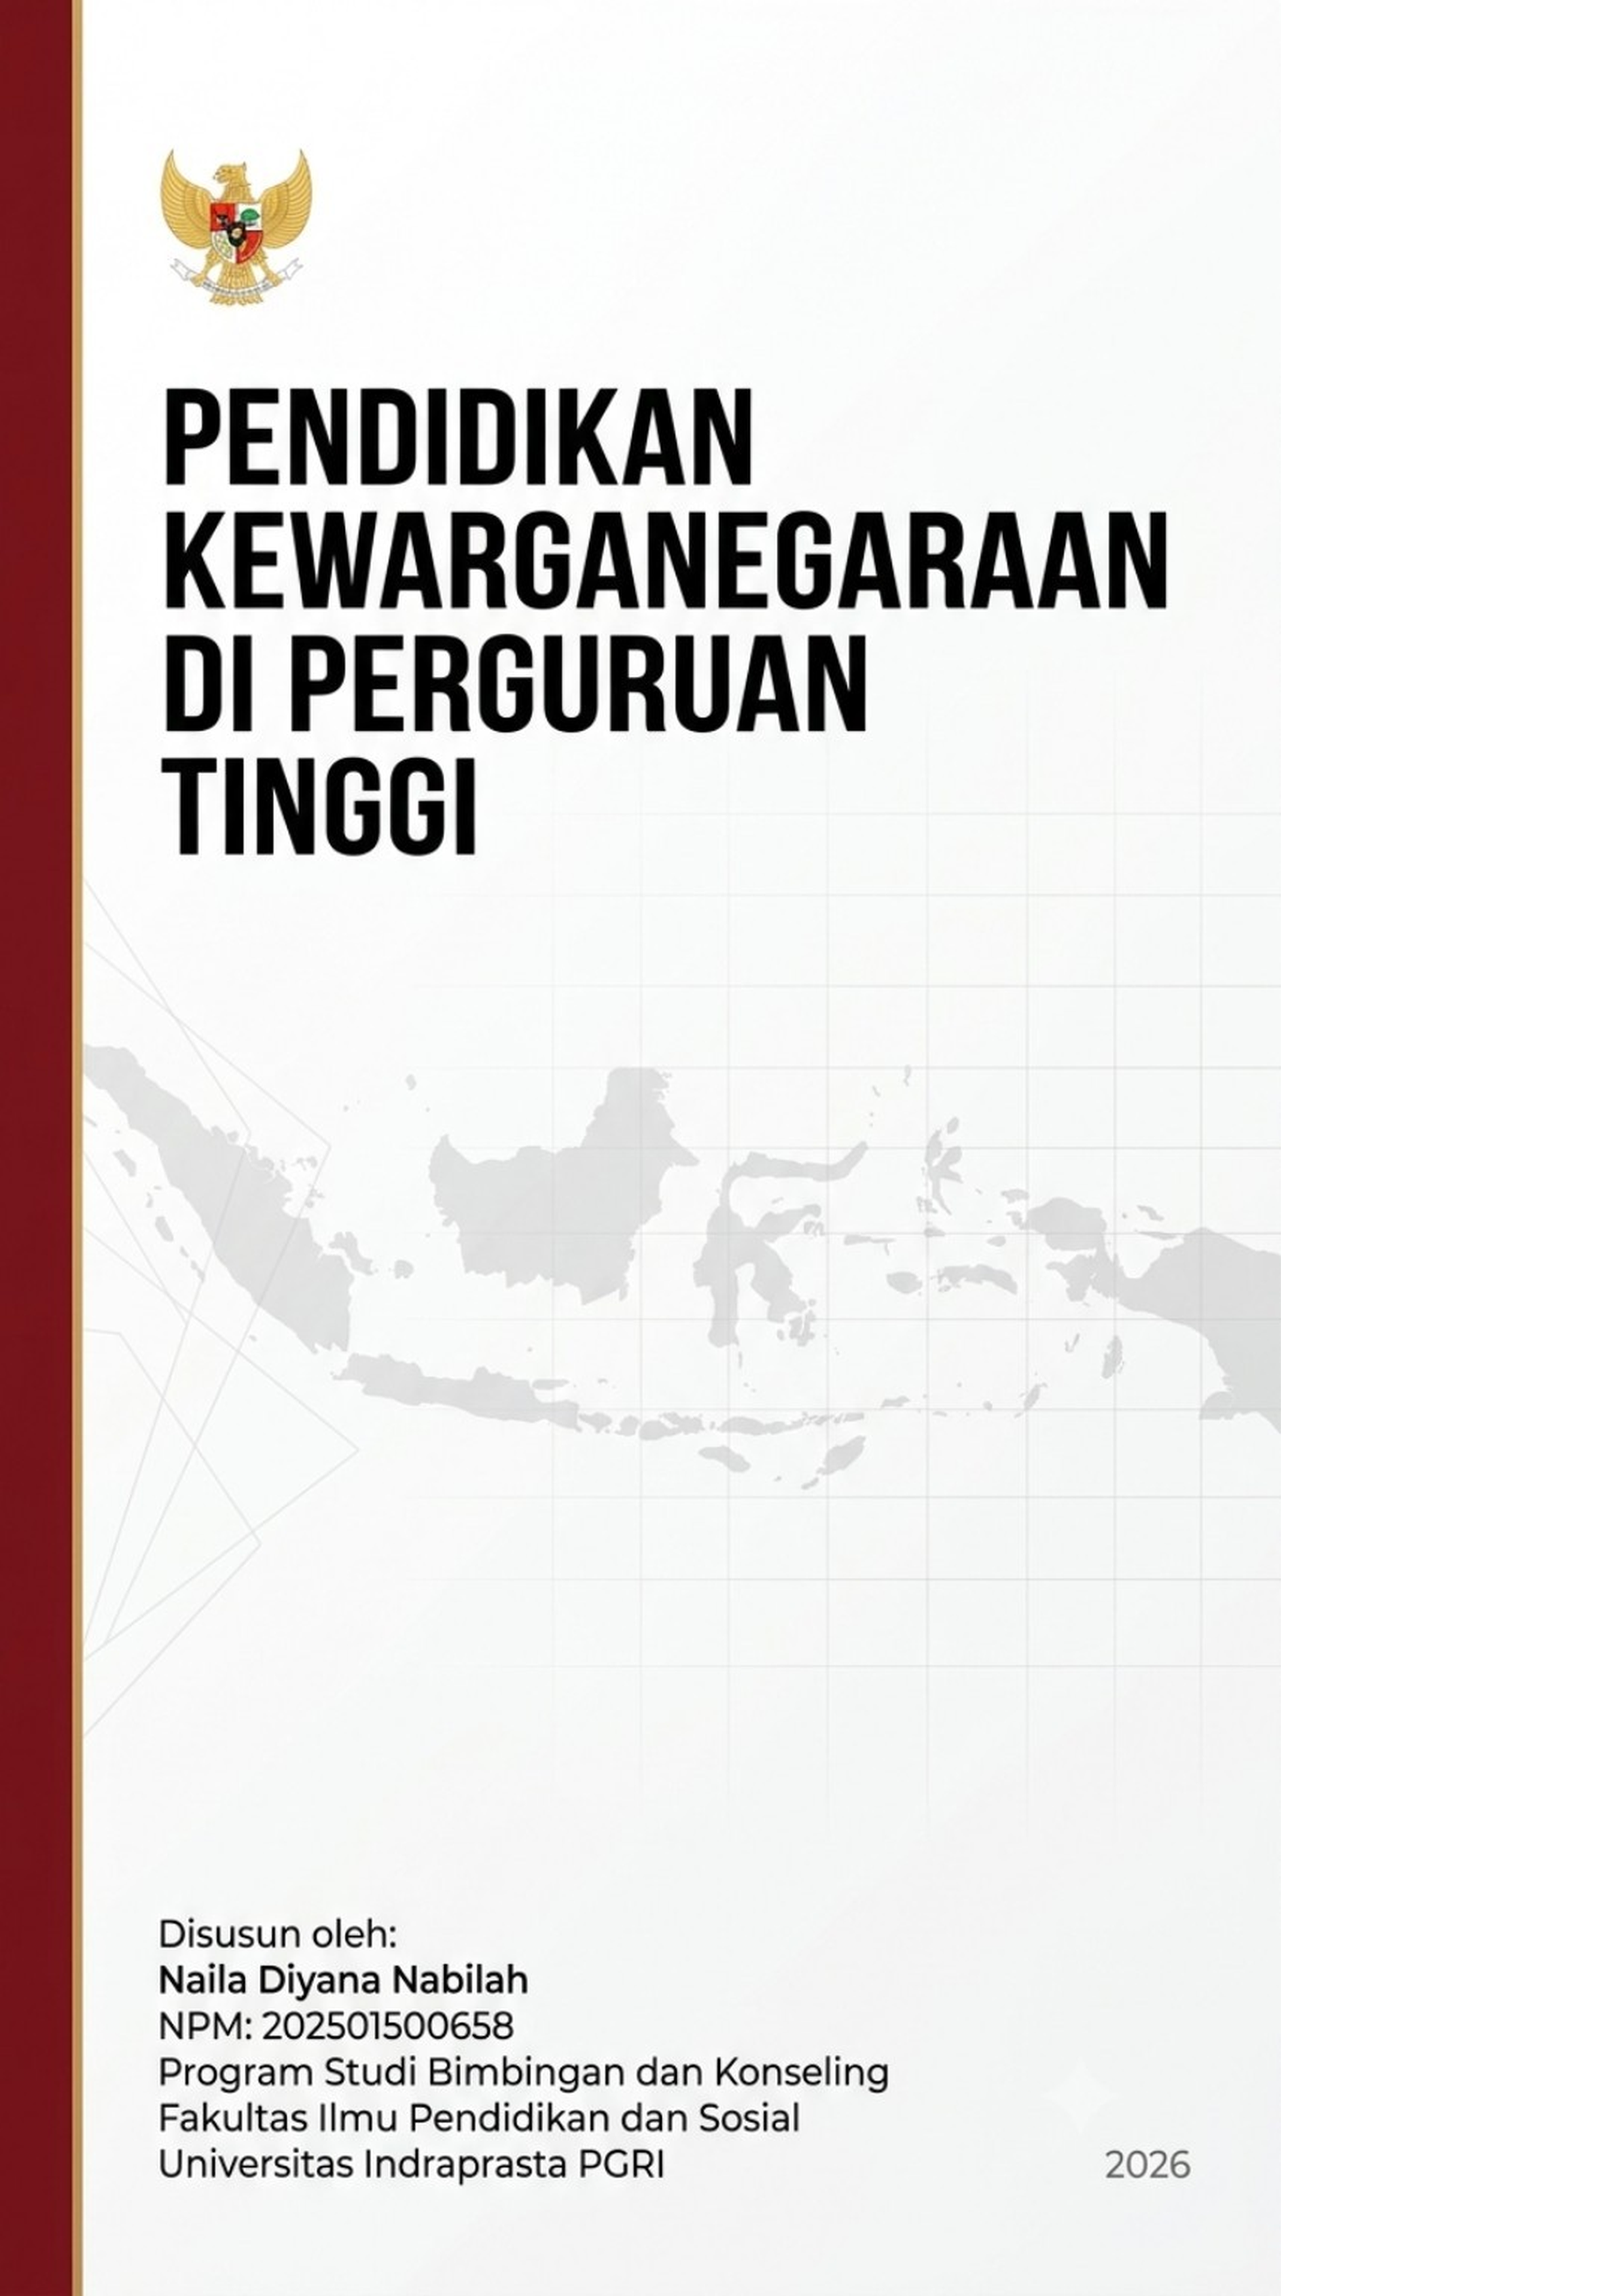 PENDIDIKAN
KEWARGANEGARAAN
DI PERGURUAN
TINGGI
Disusun oleh:
Naila Diyana Nabilah
NPM: 202501500658
Program Studi Bimbingan dan Konseling
Fakultas Ilmu Pendidikan dan Sosial
Universitas Indraprasta PGRI
2026